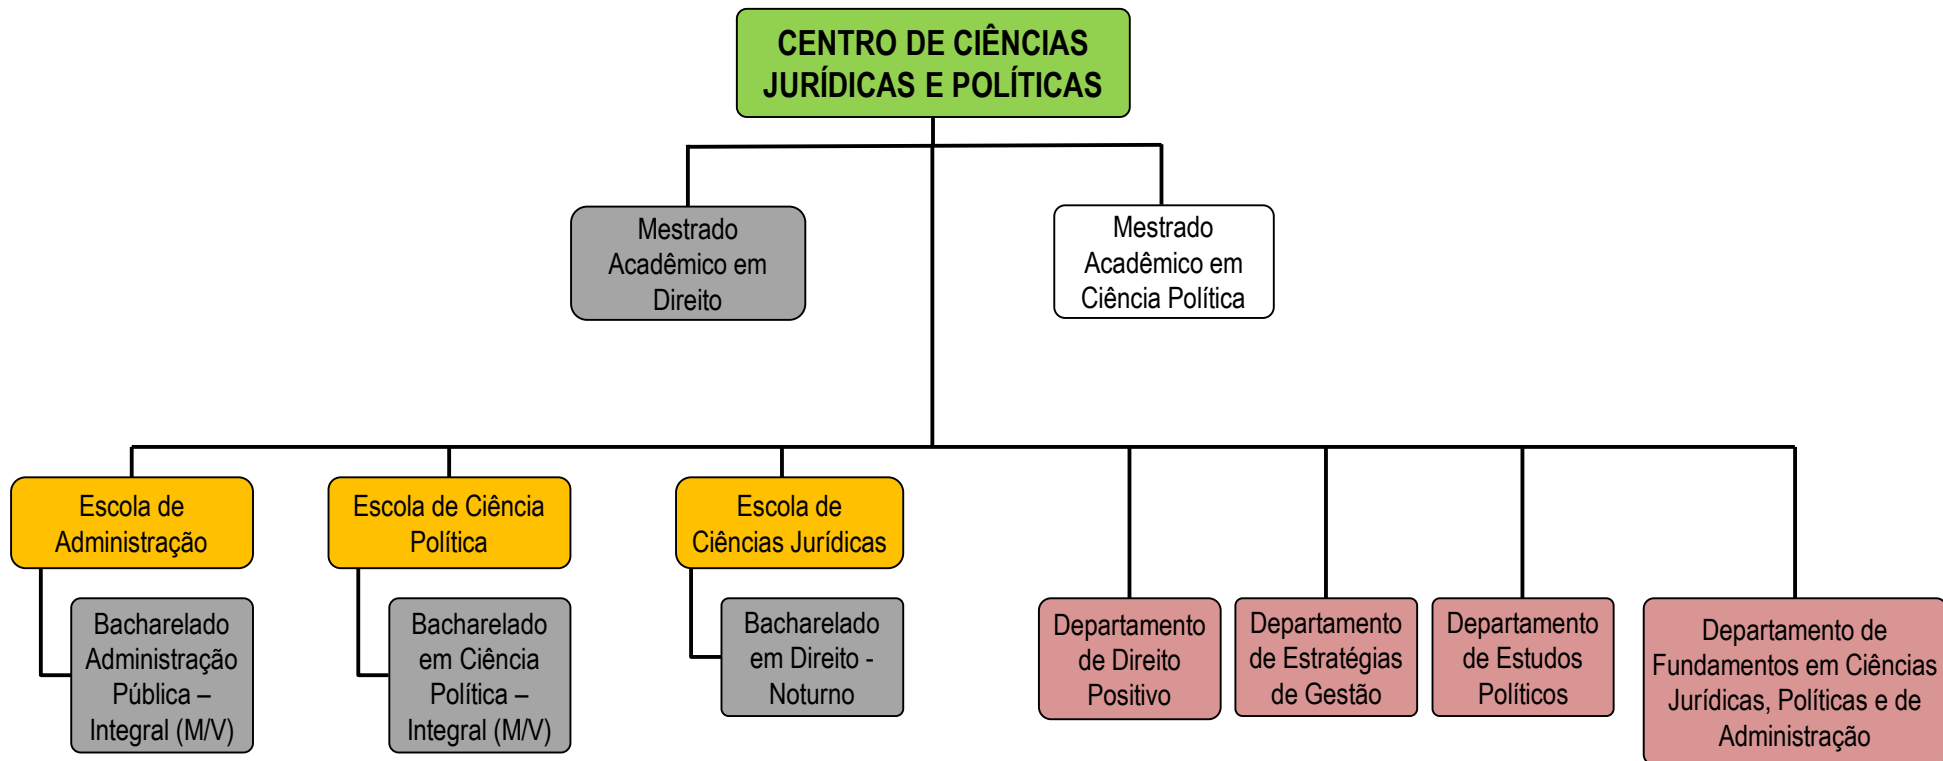 CENTRO DE CIÊNCIAS
JURÍDICAS E POLÍTICAS
Mestrado
Acadêmico em
Direito
Mestrado
Acadêmico em
Ciência Política
Escola de
Administração
Escola de Ciência
Política
Escola de
Ciências Jurídicas
Bacharelado
Administração
Pública –
Integral (M/V)
Bacharelado
em Ciência
Política –
Integral (M/V)
Bacharelado
em Direito -
Noturno
Departamento
de Direito
Positivo
Departamento
de Estratégias
de Gestão
Departamento
de Estudos
Políticos
Departamento de
Fundamentos em Ciências
Jurídicas, Políticas e de
Administração